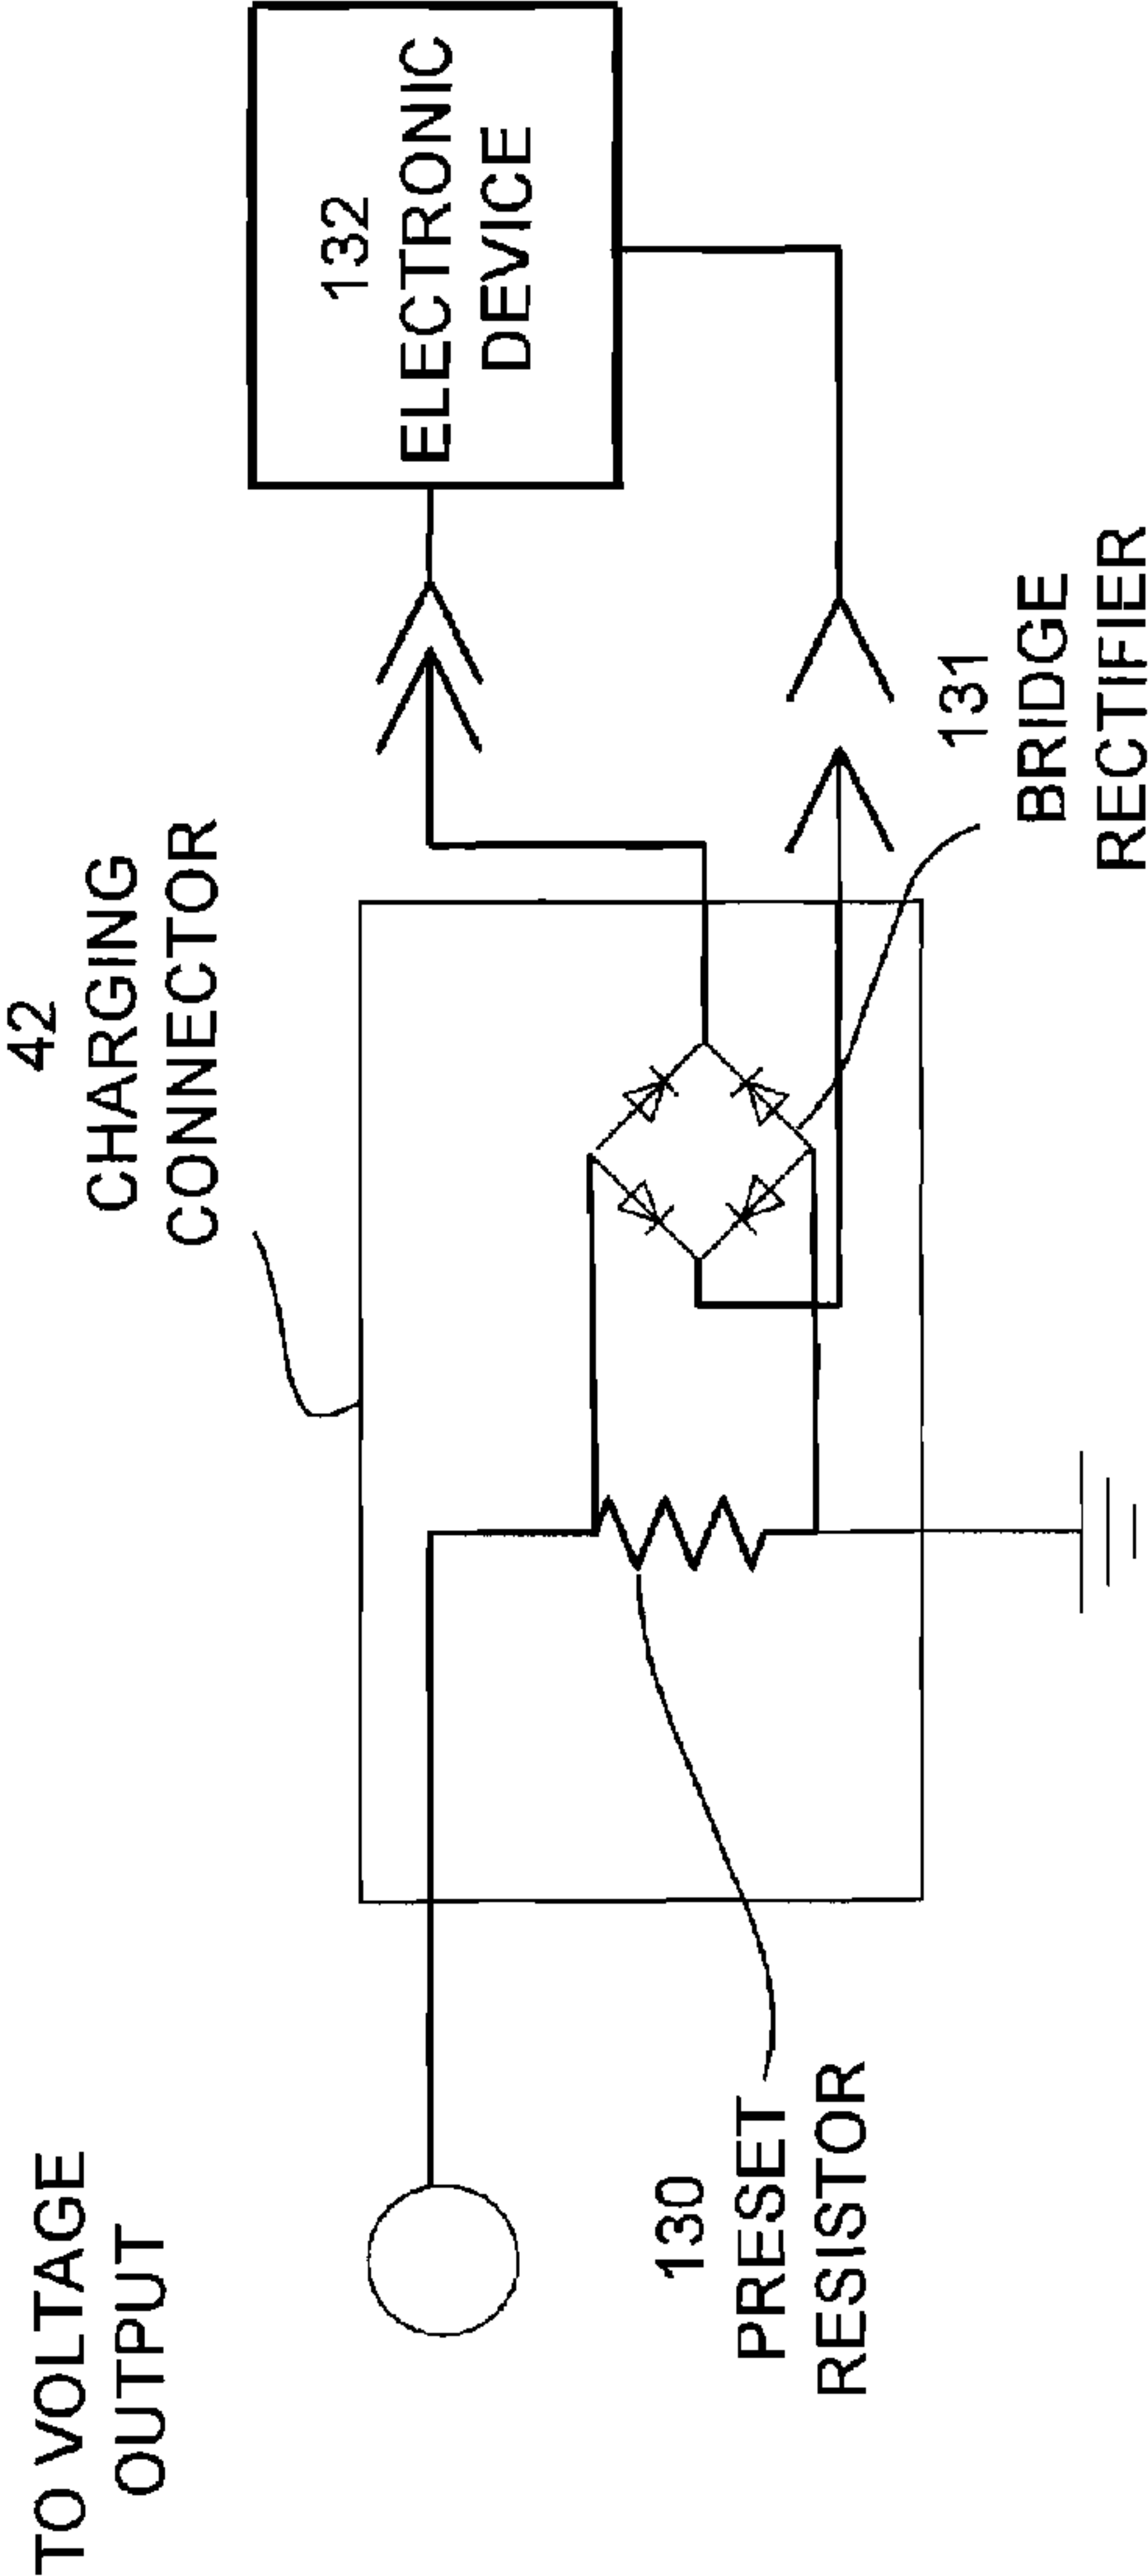 TO VOLTAGE
OUTPUT
42
CHARGING
CONNECTOR
132
ELECTRONIC
DEVICE
130
PRESET
RESISTOR
131
BRIDGE
RECTIFIER